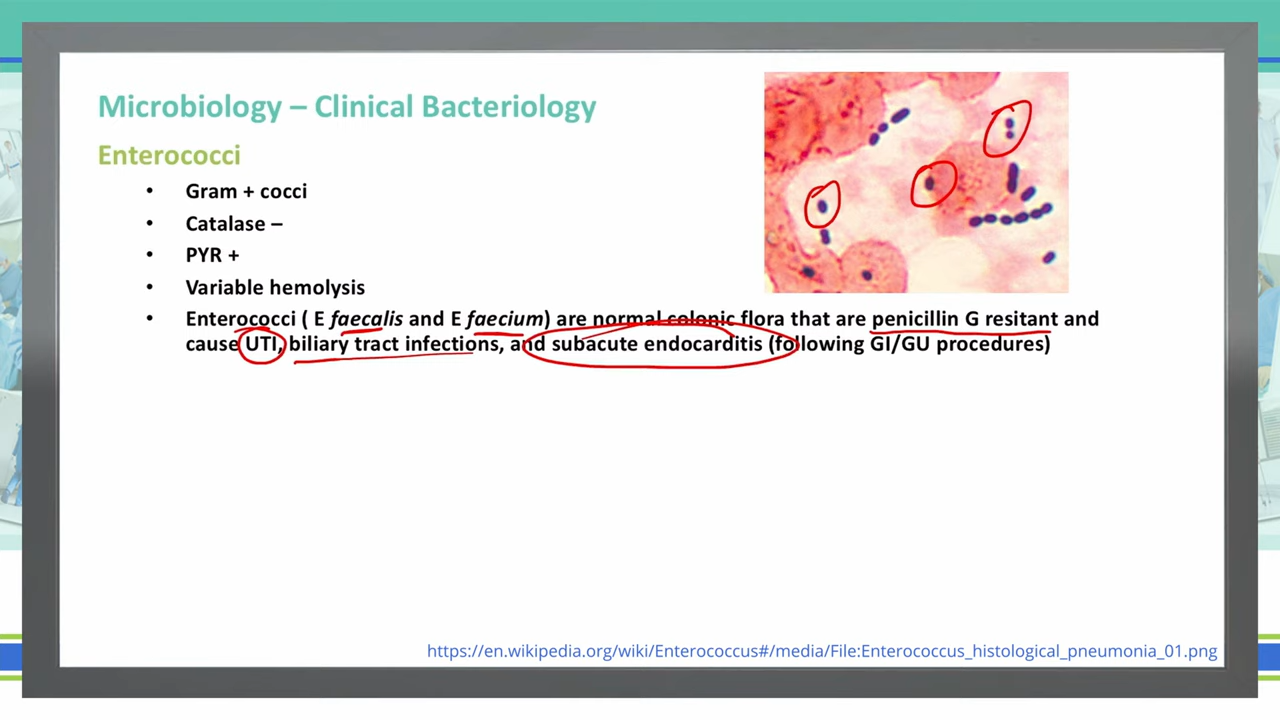 Microbiology – Clinical Bacteriology
Enterococci
• Gram + cocci
• Catalase –
• PYR +
• Variable hemolysis
• Enterococci ( E faecalis and E faecium) are normal colonic flora that are penicillin G resitant and
cause UTI, biliary tract infections, and subacute endocarditis (following GI/GU procedures)
https://en.wikipedia.org/wiki/Enterococcus#/media/File:Enterococcus_histological_pneumonia_01.png